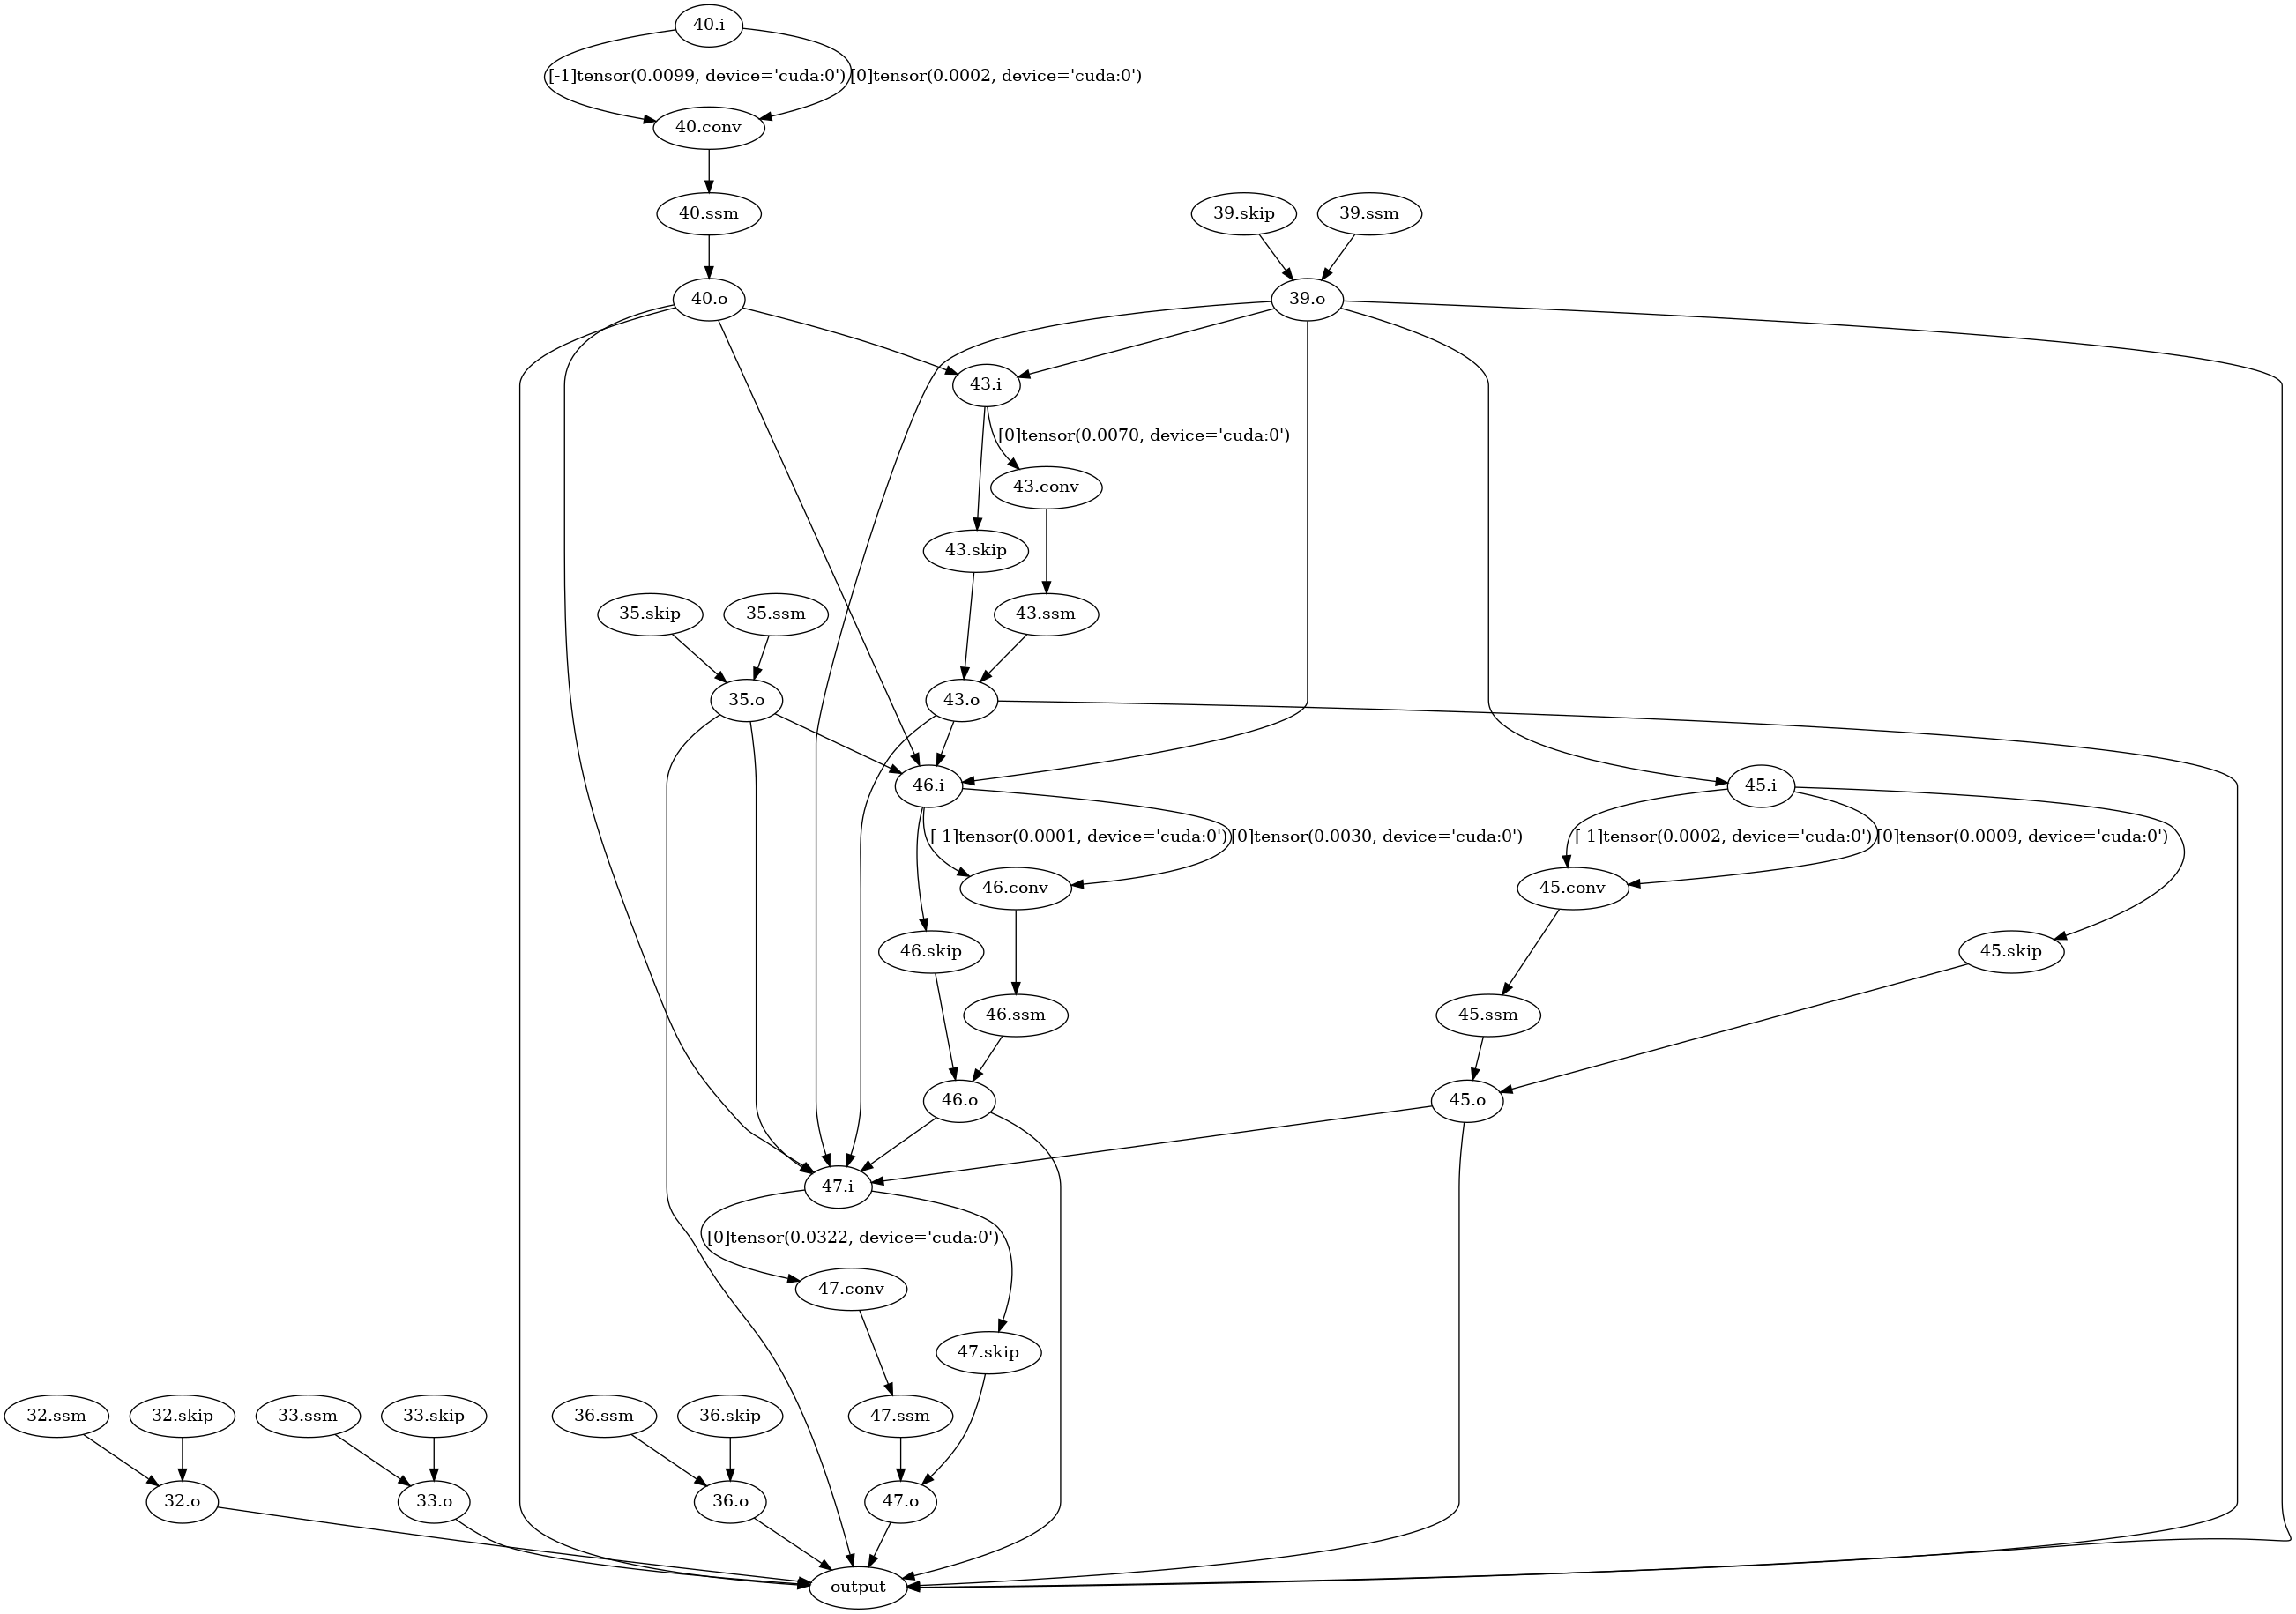 40.i
[-1]tensor(0.0099, device='cuda:0')
[0]tensor(0.0002, device='cuda:0')
40.conv
40.ssm
39.skip
39.ssm
40.o
39.o
43.i
[0]tensor(0.0070, device='cuda:0')
43.conv
43.skip
35.skip
35.ssm
43.ssm
35.o
43.o
46.i
45.i
[-1]tensor(0.0001, device='cuda:0')
[0]tensor(0.0030, device='cuda:0')
[-1]tensor(0.0002, device='cuda:0')
[0]tensor(0.0009, device='cuda:0')
46.conv
45.conv
46.skip
45.skip
46.ssm
45.ssm
46.o
45.o
47.i
[0]tensor(0.0322, device='cuda:0')
47.conv
47.skip
32.ssm
32.skip
33.ssm
33.skip
36.ssm
36.skip
47.ssm
32.o
33.o
36.o
47.o
output